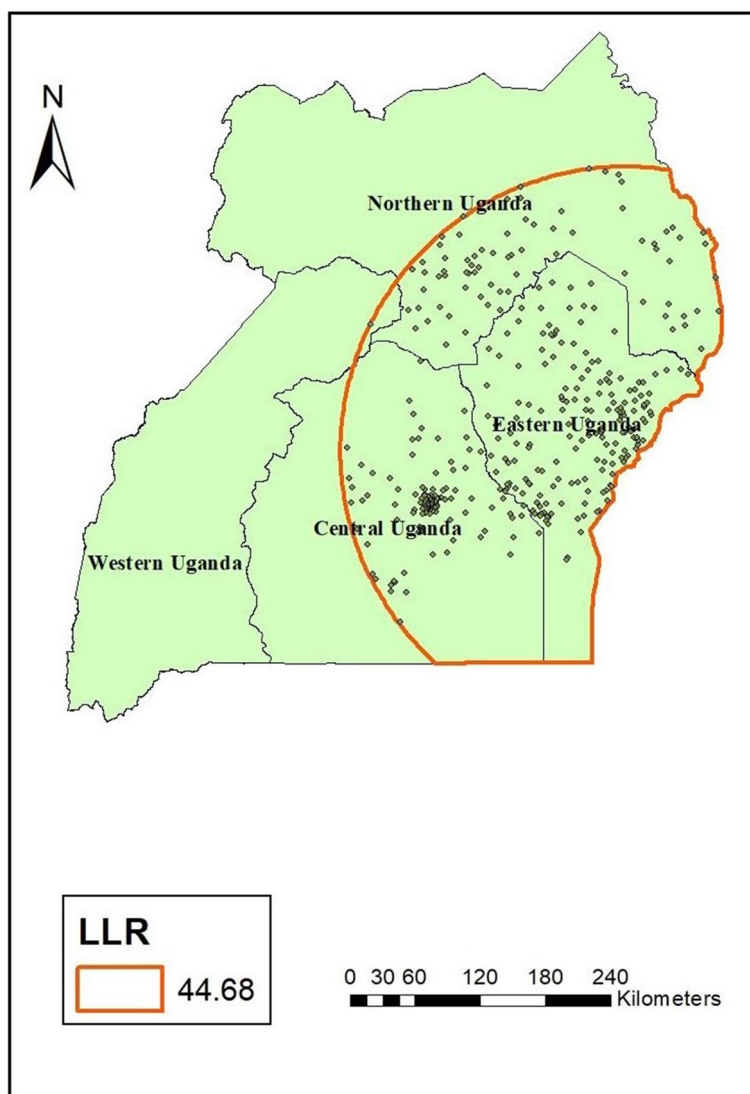 N
Northern Uganda
Eastern Uganda
Central Uganda
Western Uganda
LLR
44.68
0 30 60 120 180 240
Kilometers